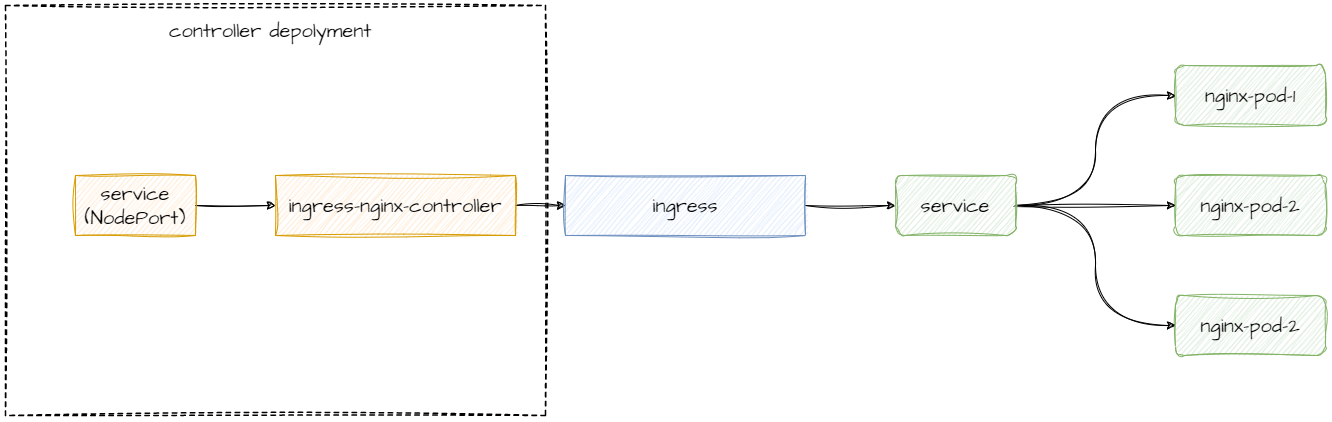 controller depolyment
service
(NodePort)
ingress-nginx-controller
ingress
service
nginx-pod-1
nginx-pod-2
nginx-pod-2